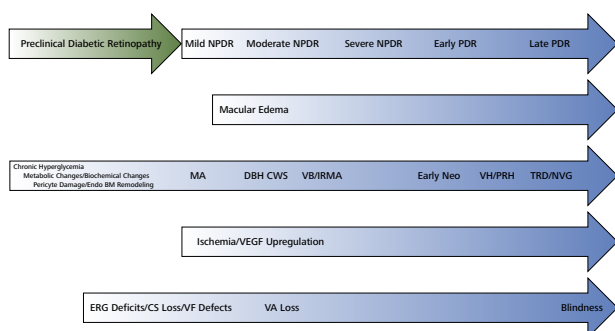 Preclinical Diabetic Retinopathy Mild NPDR Moderate NPDR Severe NPDR Early PDR Late PDR
Macular Edema
Chronic Hyperglycemia
Metabolic Changes/Biochemical Changes
Pericyte Damage/Endo BM Remodeling
MA DBH CWS VB/IRMA Early Neo VH/PRH TRD/NVG
Ischemia/VEGF Upregulation
ERG Deficits/CS Loss/VF Defects VA Loss Blindness